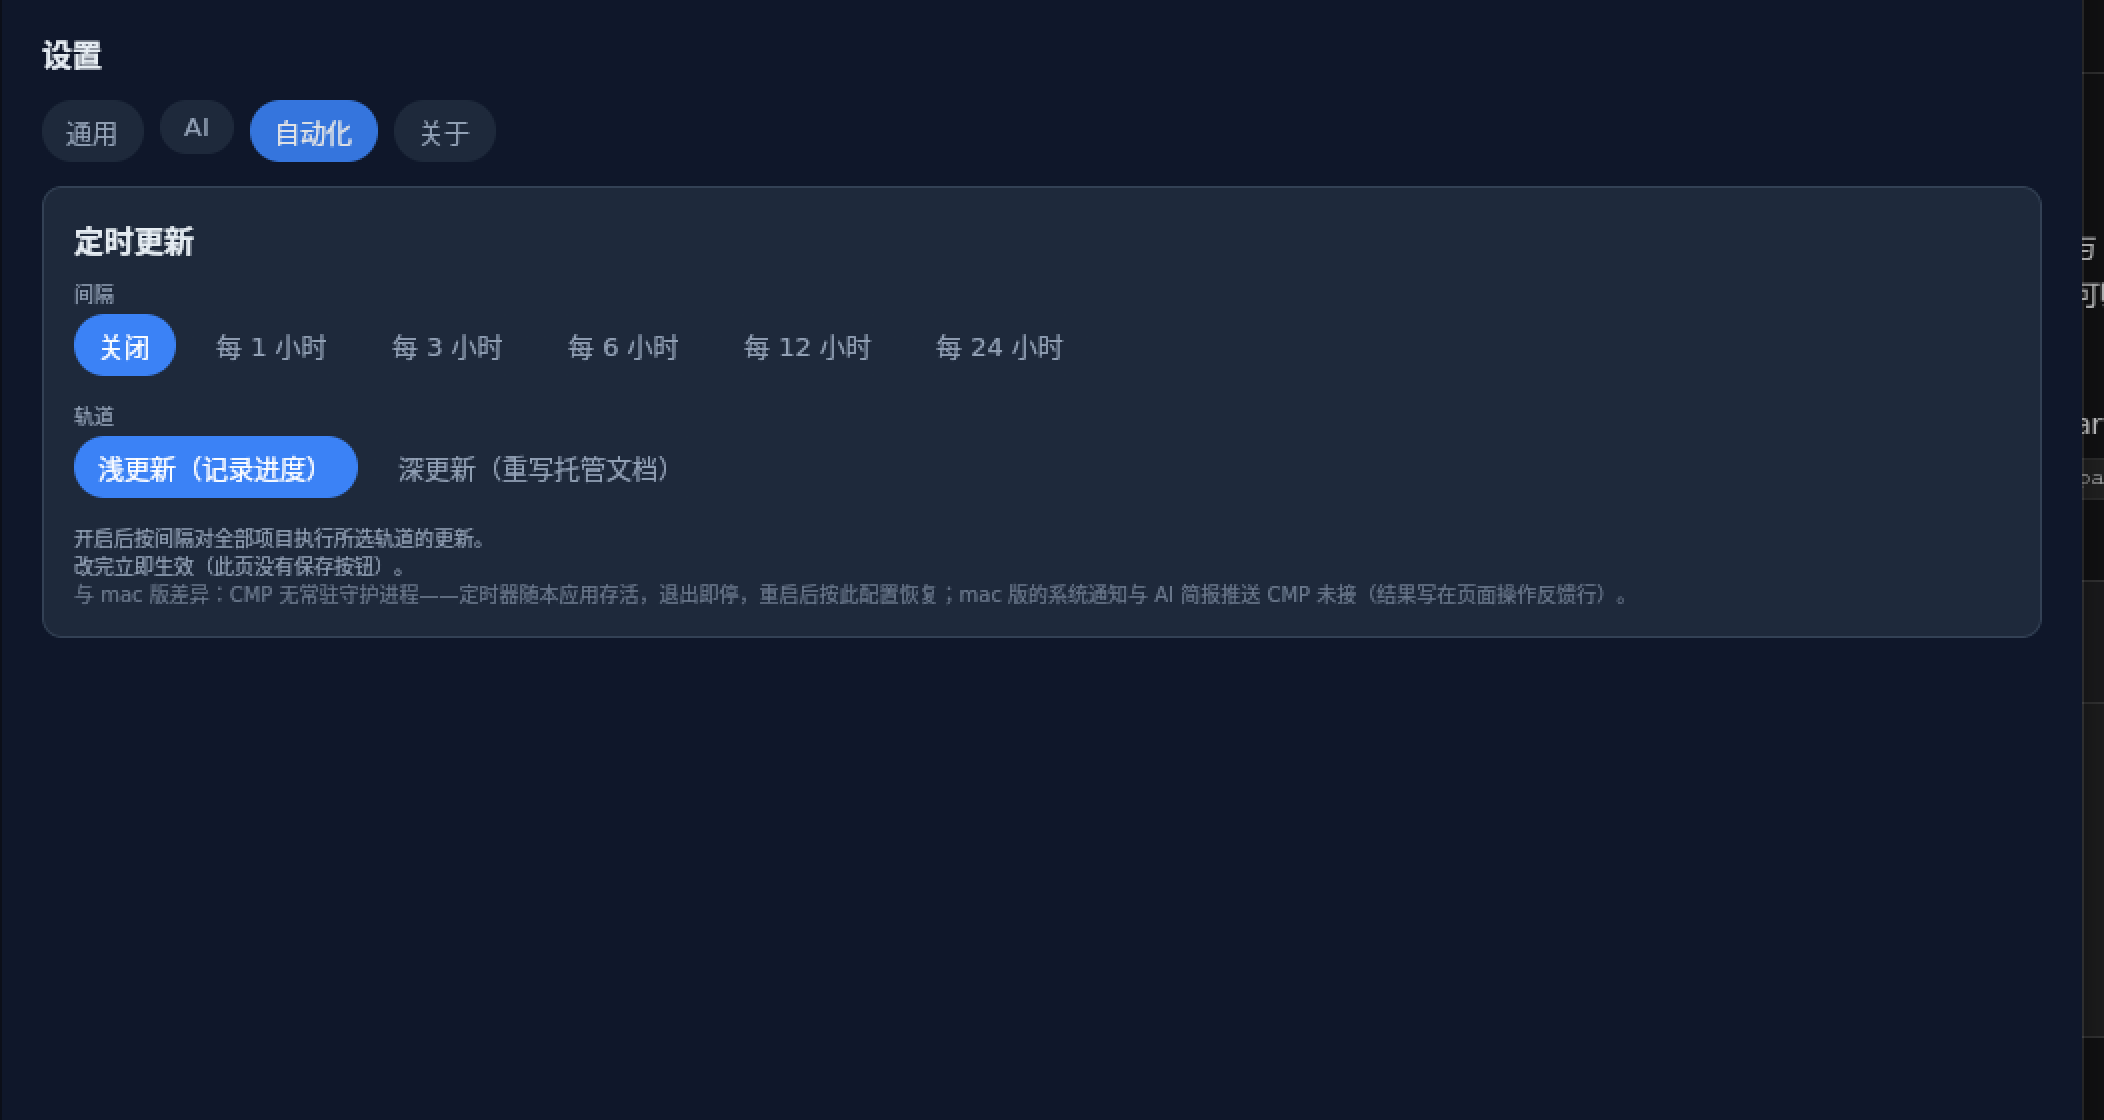 设置
通用 AI 自动化 关于
定时更新
间隔
关闭 每 1 小时 每 3 小时 每 6 小时 每 12 小时 每 24 小时
轨道
浅更新（记录进度） 深更新（重写托管文档）
开启后按间隔对全部项目执行所选轨道的更新。
改完立即生效（此页没有保存按钮）。
与 mac 版差异：CMP 无常驻守护进程——定时器随本应用存活，退出即停，重启后按此配置恢复；mac 版的系统通知与 AI 简报推送 CMP 未接（结果写在页面操作反馈行）。